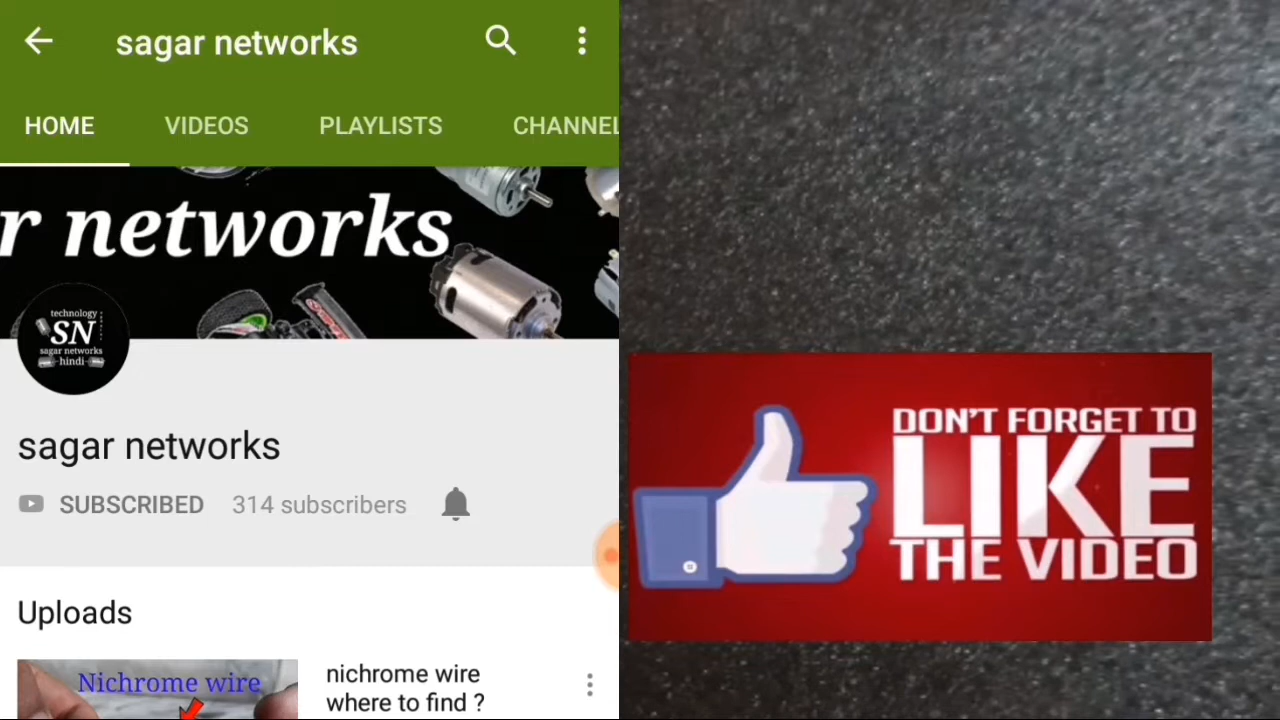 sagar networks
HOME VIDEOS PLAYLISTS CHANNEL
r networks
technology
SN
sagar networks
hindi
sagar networks
SUBSCRIBED 314 subscribers
Uploads
Nichrome wire
nichrome wire
where to find ?
DON'T FORGET TO
LIKE
THE VIDEO